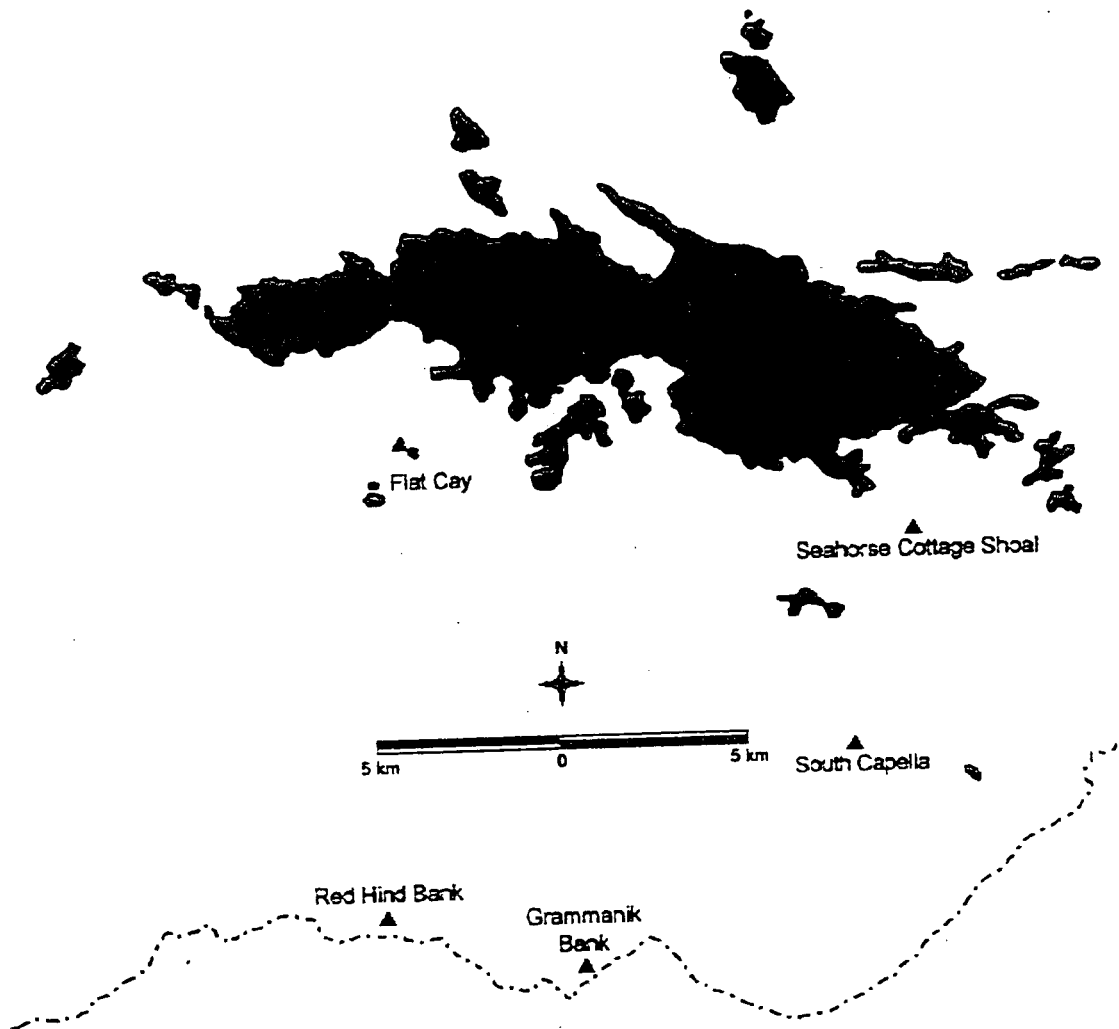 Flat Cay
Seahorse Cottage Shoal
N
5 km
0
5 km
South Capella
Red Hind Bank
Grammanik
Bank